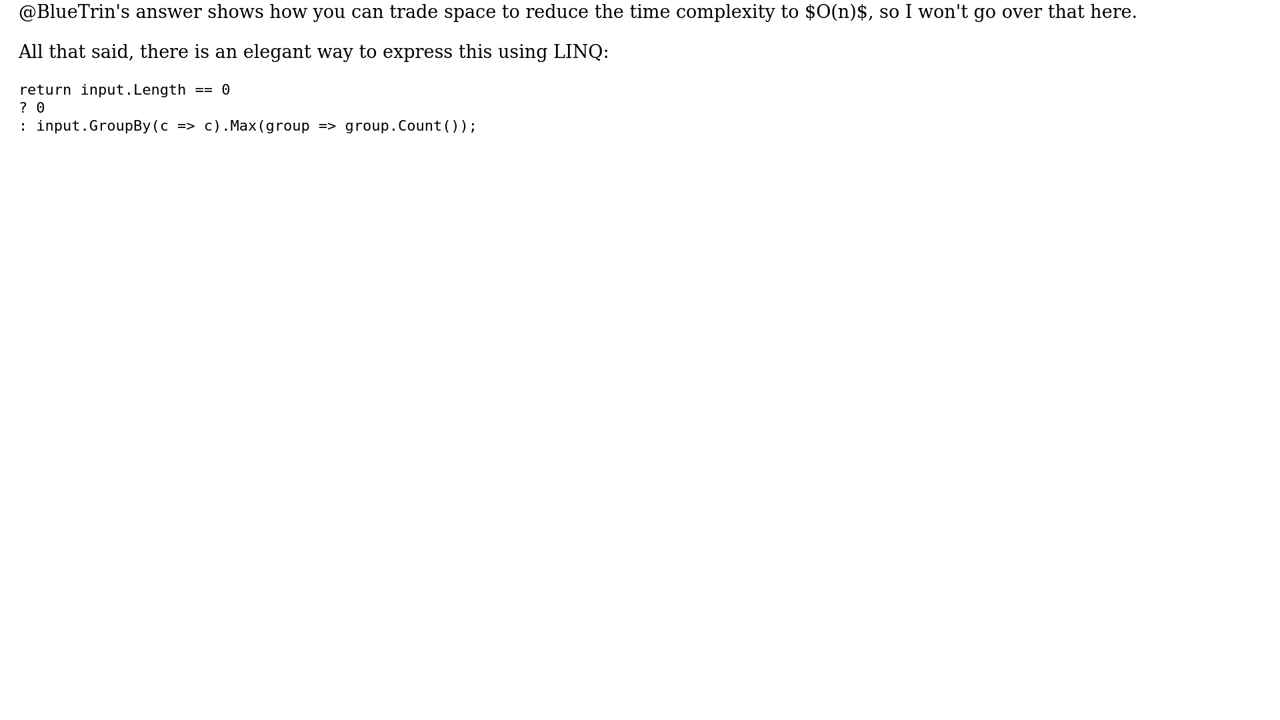 @BlueTrin's answer shows how you can trade space to reduce the time complexity to $O(n)$, so I won't go over that here.
All that said, there is an elegant way to express this using LINQ:
return input.Length == 0
? 0
: input.GroupBy(c => c).Max(group => group.Count());